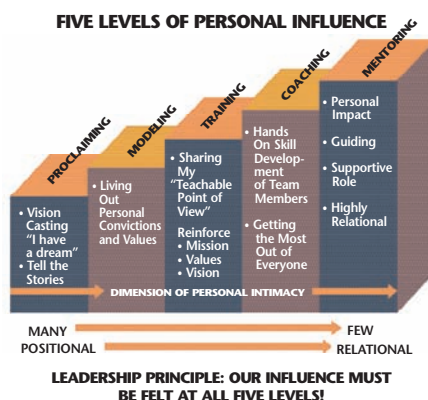 FIVE LEVELS OF PERSONAL INFLUENCE
PROCLAIMING
• Vision
Casting
"I have
a dream"
• Tell the
Stories
MODELING
• Living
Out
Personal
Convictions
and Values
TRAINING
• Sharing
My
"Teachable
Point of
View"
Reinforce
• Mission
• Values
• Vision
COACHING
• Hands
On Skill
Develop-
ment
of Team
Members
• Getting
the Most
Out of
Everyone
MENTORING
• Personal
Impact
• Guiding
• Supportive
Role
• Highly
Relational
DIMENSION OF PERSONAL INTIMACY
MANY FEW
POSITIONAL RELATIONAL
LEADERSHIP PRINCIPLE: OUR INFLUENCE MUST
BE FELT AT ALL FIVE LEVELS!